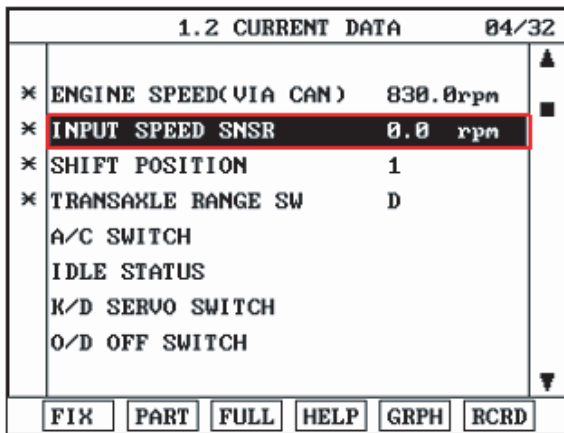 1.2 CURRENT DATA 04/32
* ENGINE SPEED(VIA CAN) 830.0rpm
* INPUT SPEED SNSR 0.0 rpm
* SHIFT POSITION 1
* TRANSAXLE RANGE SW D
A/C SWITCH
IDLE STATUS
K/D SERVO SWITCH
O/D OFF SWITCH
FIX PART FULL HELP GRPH RCRD